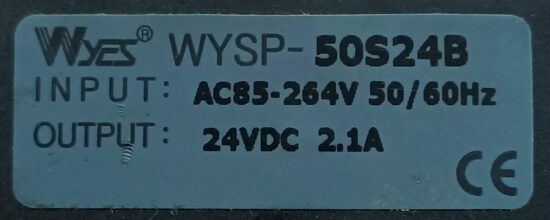 WYES® WYSP-50S24B
INPUT: AC85-264V 50/60Hz
OUTPUT: 24VDC 2.1A
CE